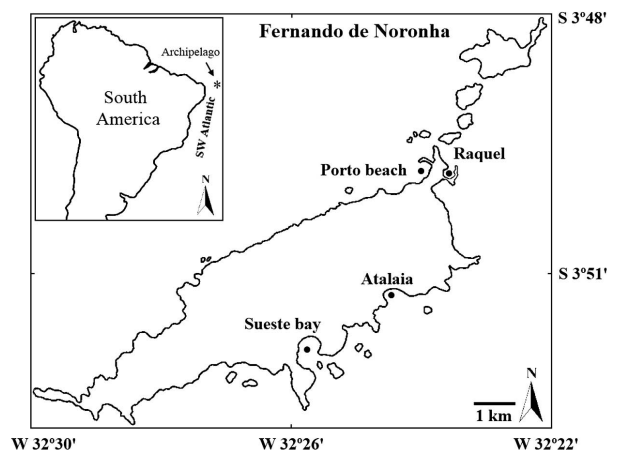 Fernando de Noronha
S 3°48'
Archipelago
*
South
America
SW Atlantic
N
Porto beach
Raquel
S 3°51'
Atalaia
Sueste bay
N
1 km
W 32°30'
W 32°26'
W 32°22'